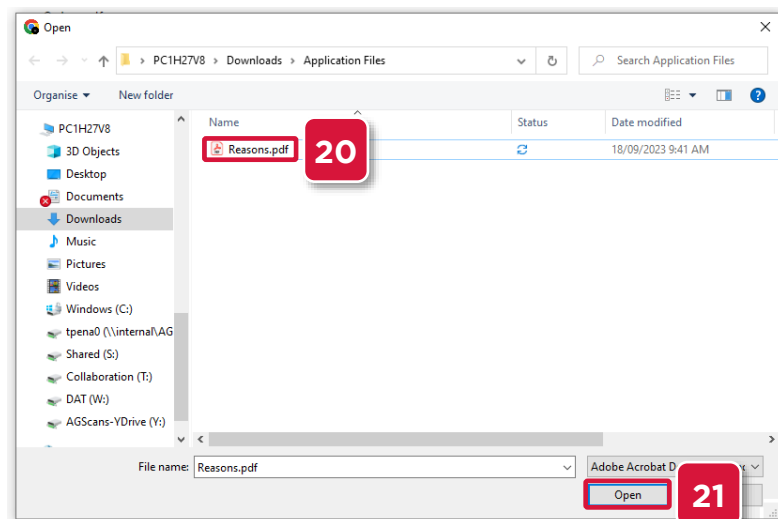 Open
PC1H27V8 > Downloads > Application Files
Search Application Files
Organise
New folder
Name
Status
Date modified
PC1H27V8
Reasons.pdf
20
18/09/2023 9:41 AM
3D Objects
Desktop
Documents
Downloads
Music
Pictures
Videos
Windows (C:)
tpena0 (\\internal\AG
Shared (S:)
Collaboration (T:)
DAT (W:)
AGScans-YDrive (Y:)
File name:
Reasons.pdf
Adobe Acrobat D
Open
21